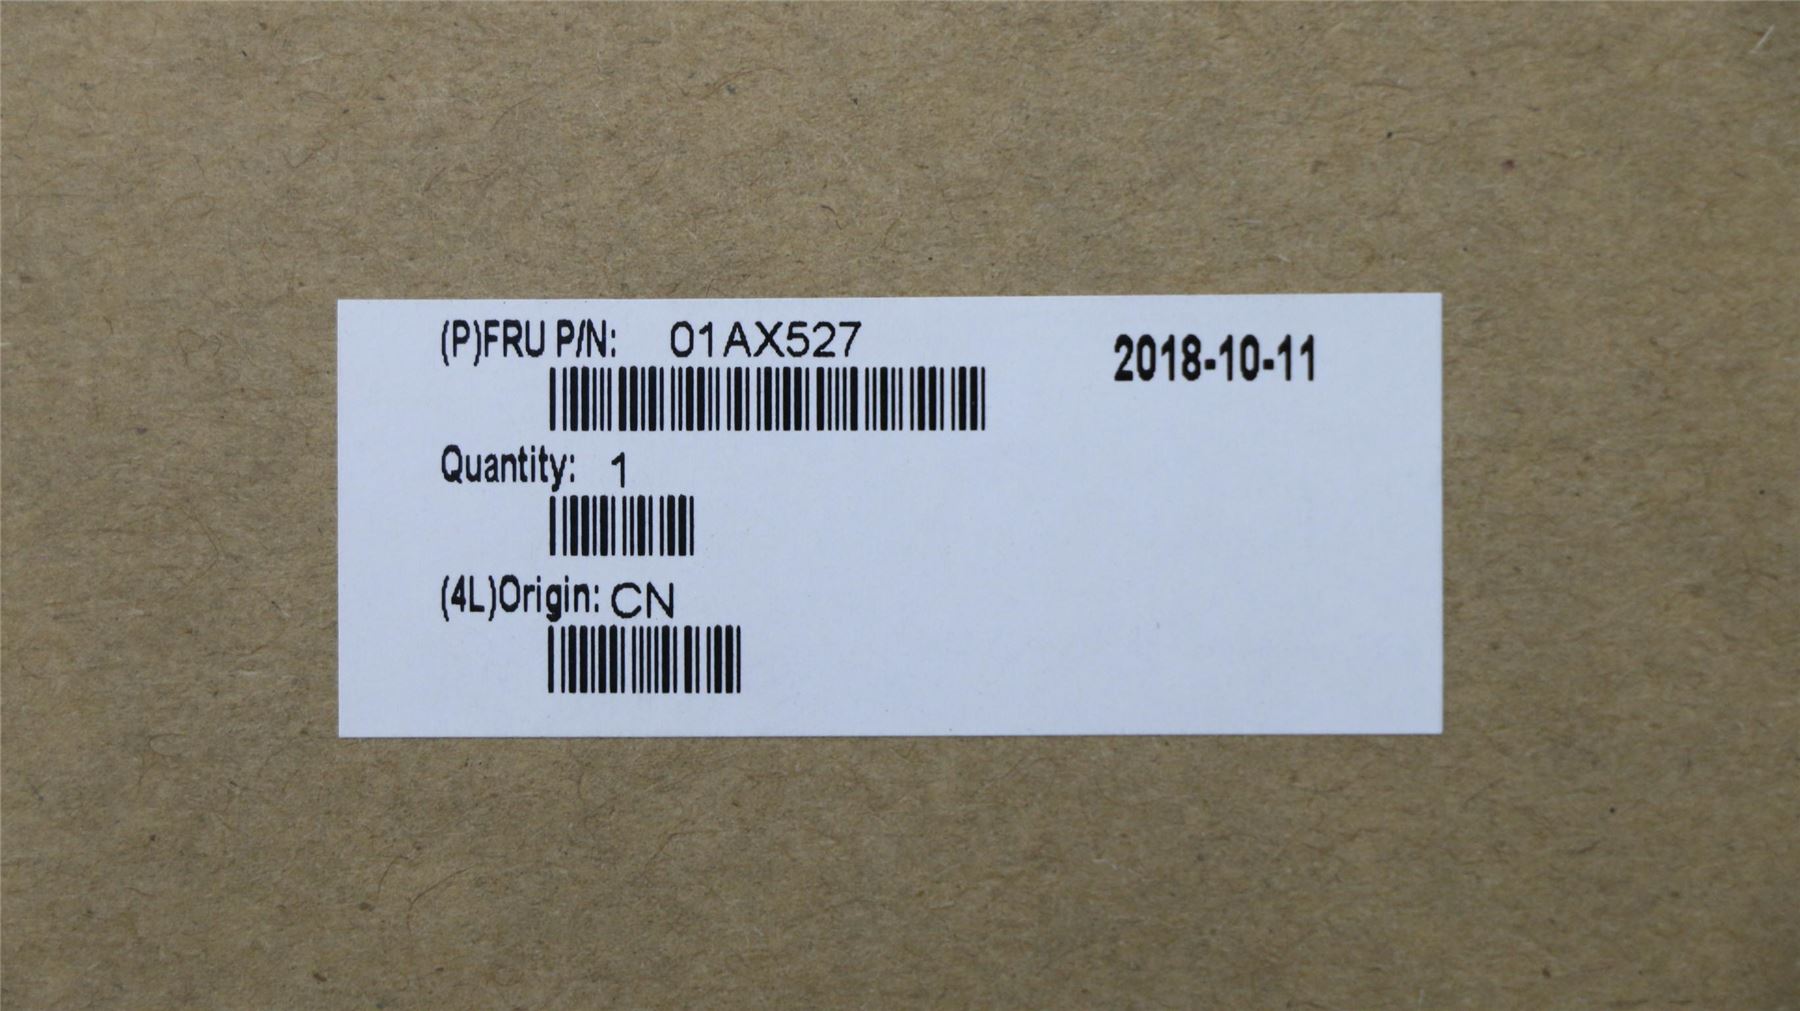 (P)FRU P/N: 01AX527
2018-10-11
Quantity: 1
(4L)Origin: CN